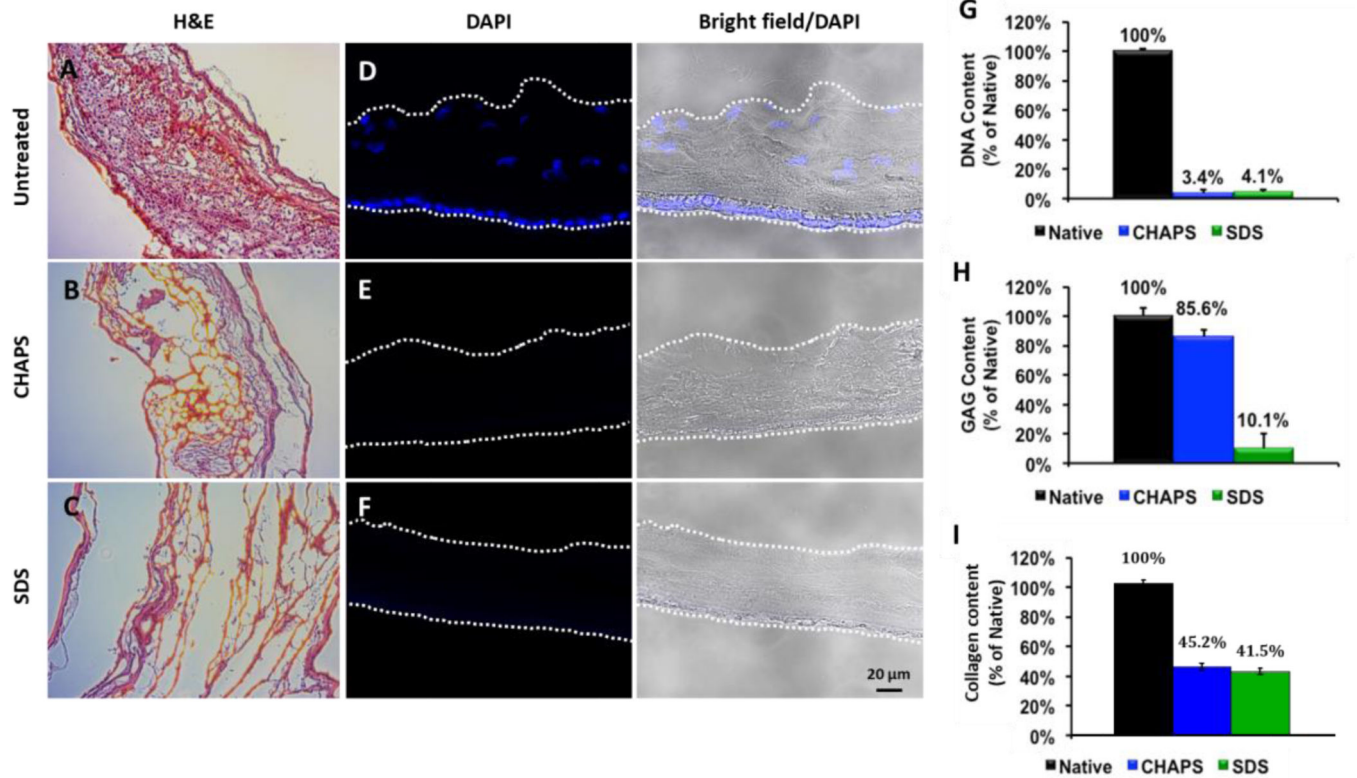 H&E
DAPI
Bright field/DAPI
Untreated
A
D
CHAPS
B
E
SDS
C
F
20 µm
G
DNA Content
(% of Native)
120%
100%
80%
60%
40%
20%
0%
100%
3.4%
4.1%
Native CHAPS SDS
H
GAG Content
(% of Native)
120%
100%
80%
60%
40%
20%
0%
100%
85.6%
10.1%
Native CHAPS SDS
I
Collagen content
(% of Native)
120%
100%
80%
60%
40%
20%
0%
100%
45.2%
41.5%
Native CHAPS SDS